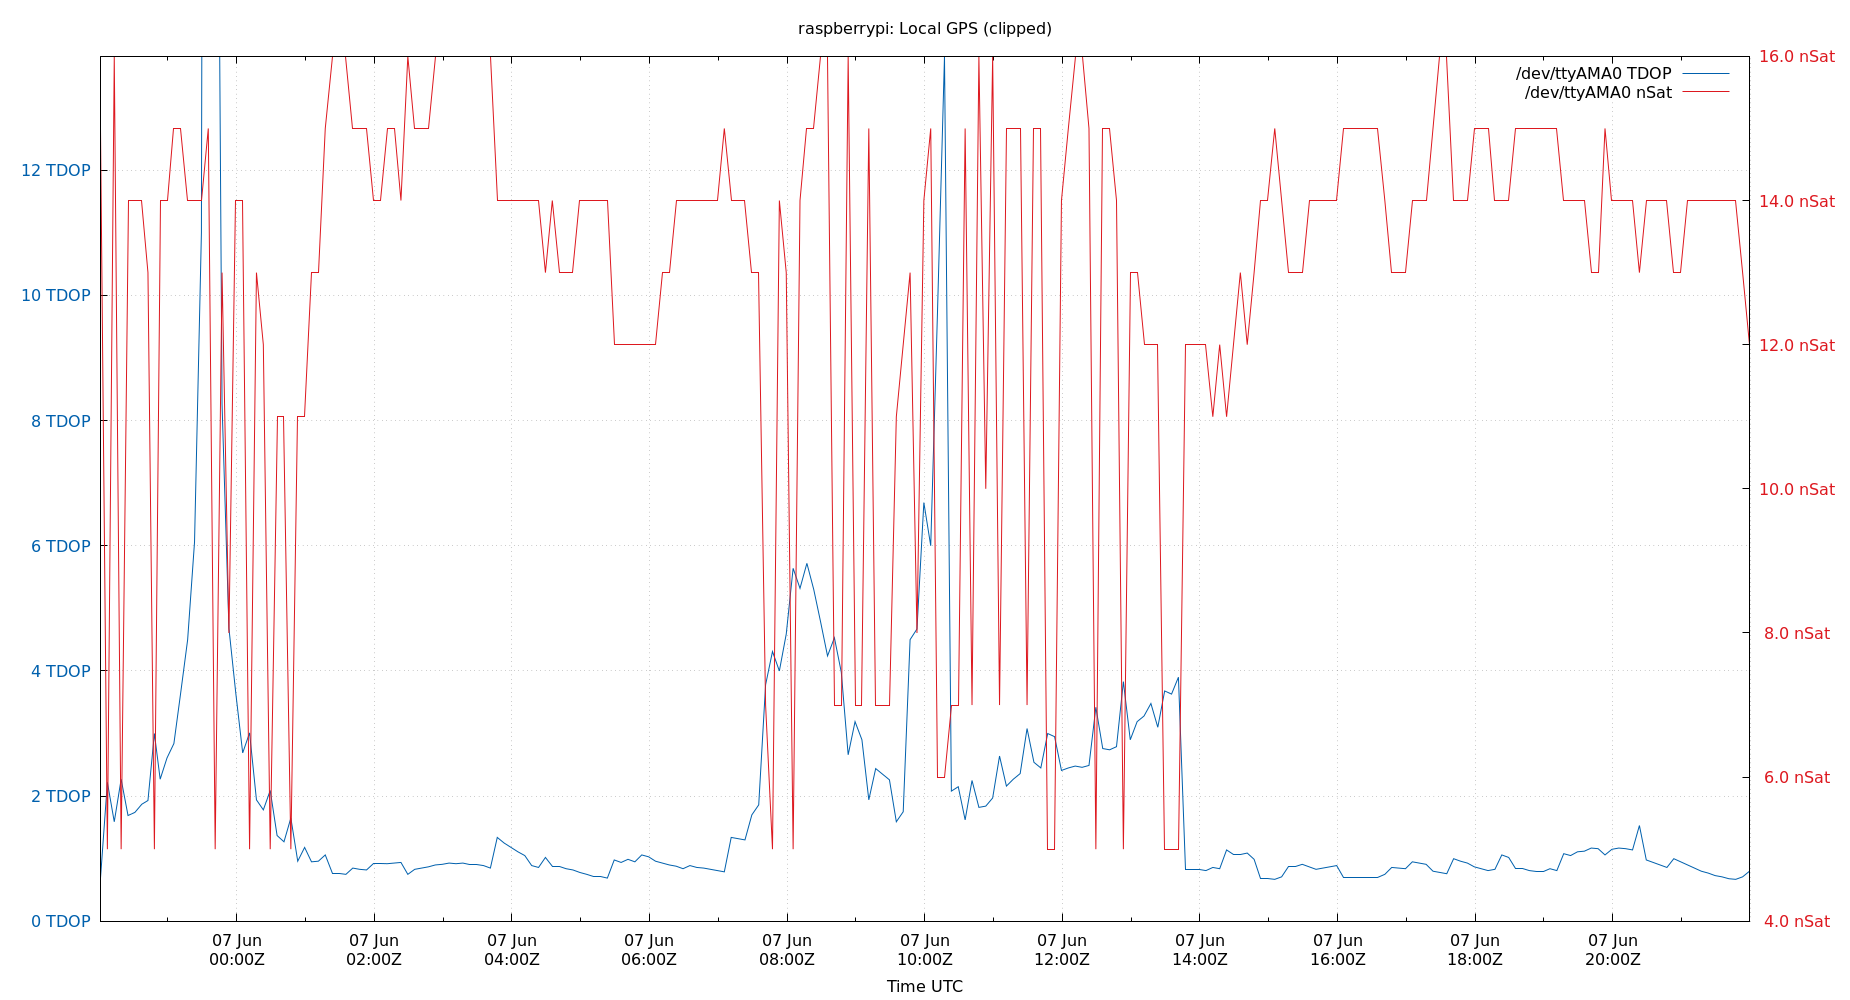 raspberrypi: Local GPS (clipped)
/dev/ttyAMA0 TDOP
/dev/ttyAMA0 nSat
12 TDOP
10 TDOP
8 TDOP
6 TDOP
4 TDOP
2 TDOP
0 TDOP
16.0 nSat
14.0 nSat
12.0 nSat
10.0 nSat
8.0 nSat
6.0 nSat
4.0 nSat
07 Jun
00:00Z
07 Jun
02:00Z
07 Jun
04:00Z
07 Jun
06:00Z
07 Jun
08:00Z
07 Jun
10:00Z
07 Jun
12:00Z
07 Jun
14:00Z
07 Jun
16:00Z
07 Jun
18:00Z
07 Jun
20:00Z
Time UTC